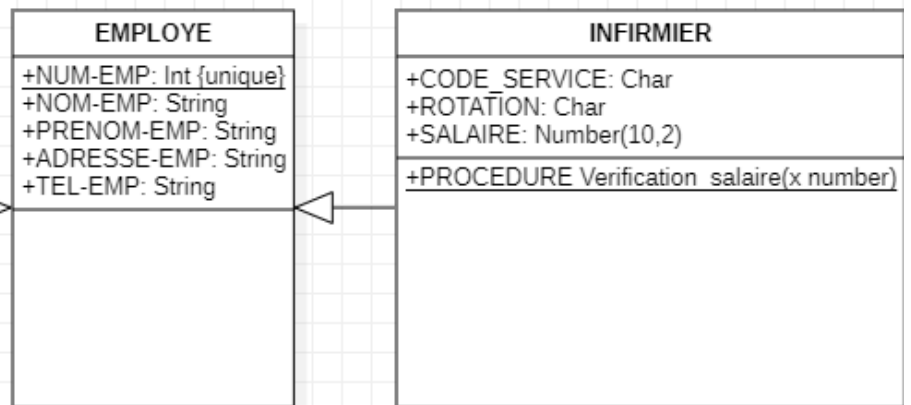 EMPLOYE
+NUM-EMP: Int {unique}
+NOM-EMP: String
+PRENOM-EMP: String
+ADRESSE-EMP: String
+TEL-EMP: String
INFIRMIER
+CODE_SERVICE: Char
+ROTATION: Char
+SALAIRE: Number(10,2)
+PROCEDURE Verification_salaire(x number)